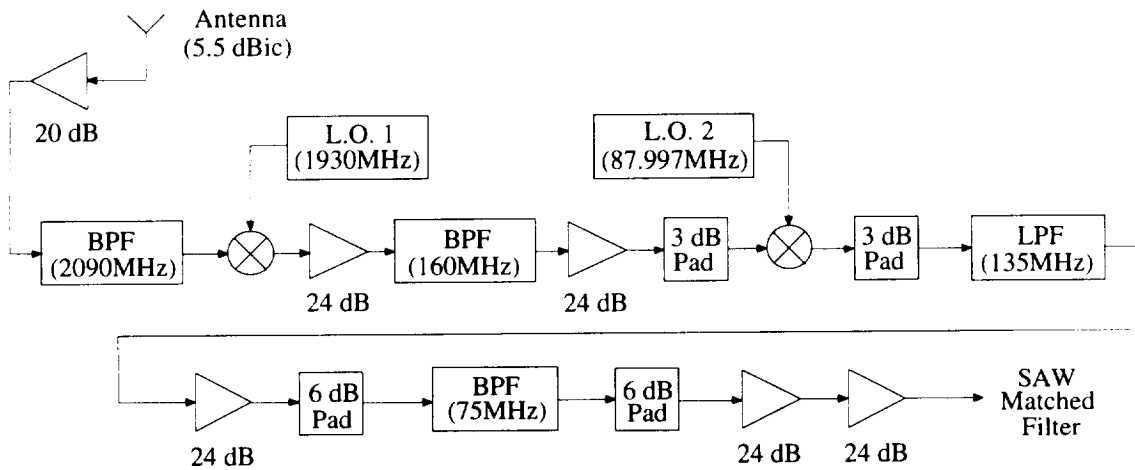 Antenna
(5.5 dBic)
20 dB
L.O. 1
(1930MHz)
L.O. 2
(87.997MHz)
BPF
(2090MHz)
24 dB
BPF
(160MHz)
24 dB
3 dB
Pad
3 dB
Pad
LPF
(135MHz)
24 dB
6 dB
Pad
BPF
(75MHz)
6 dB
Pad
24 dB
24 dB
SAW
Matched
Filter